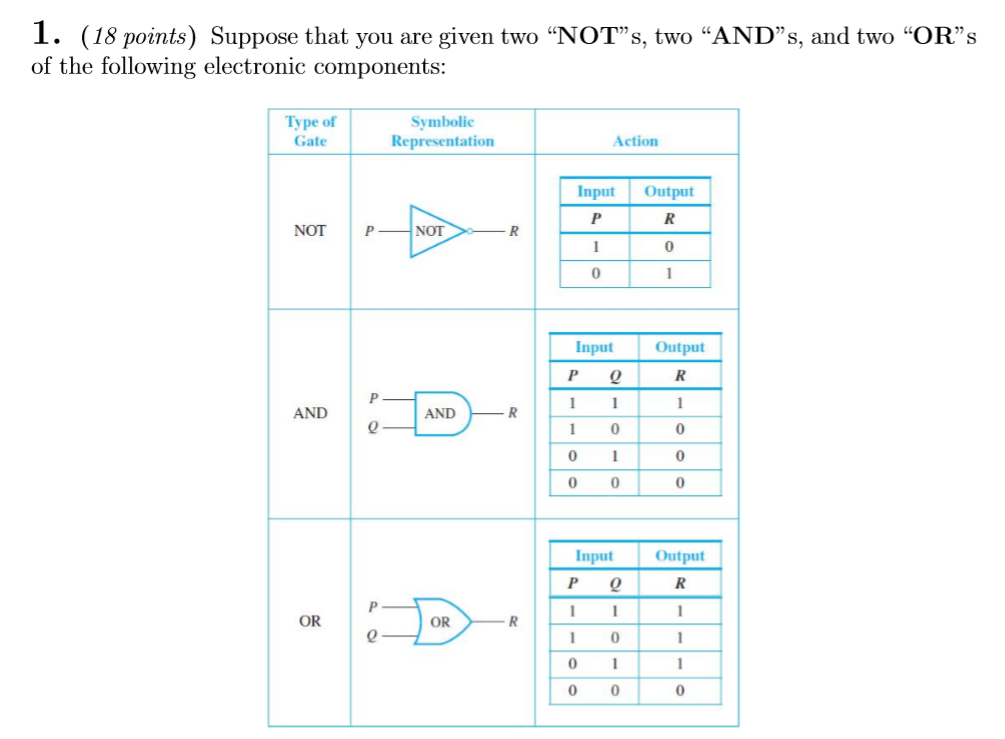 1. (18 points) Suppose that you are given two “NOT”s, two “AND”s, and two “OR”s
of the following electronic components:
Type of Gate
Symbolic Representation
Action
NOT
P
NOT
R
Input Output
P R
1 0
0 1
AND
P
Q
AND
R
Input Output
P Q R
1 1 1
1 0 0
0 1 0
0 0 0
OR
P
Q
OR
R
Input Output
P Q R
1 1 1
1 0 1
0 1 1
0 0 0